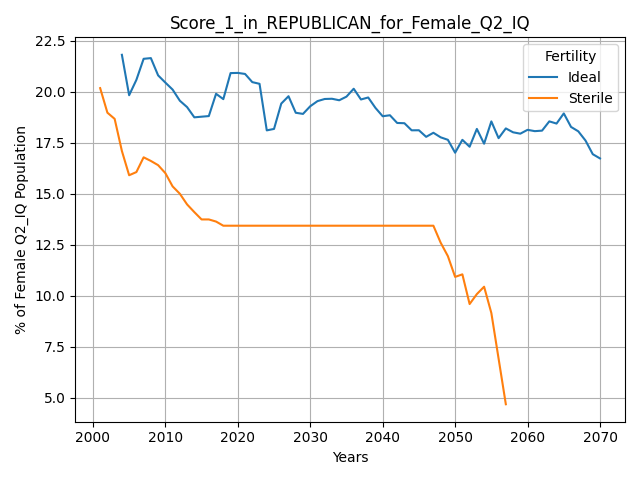 Score_1_in_REPUBLICAN_for_Female_Q2_IQ
% of Female Q2_IQ Population
22.5
20.0
17.5
15.0
12.5
10.0
7.5
5.0
Fertility
Ideal
Sterile
2000 2010 2020 2030 2040 2050 2060 2070
Years